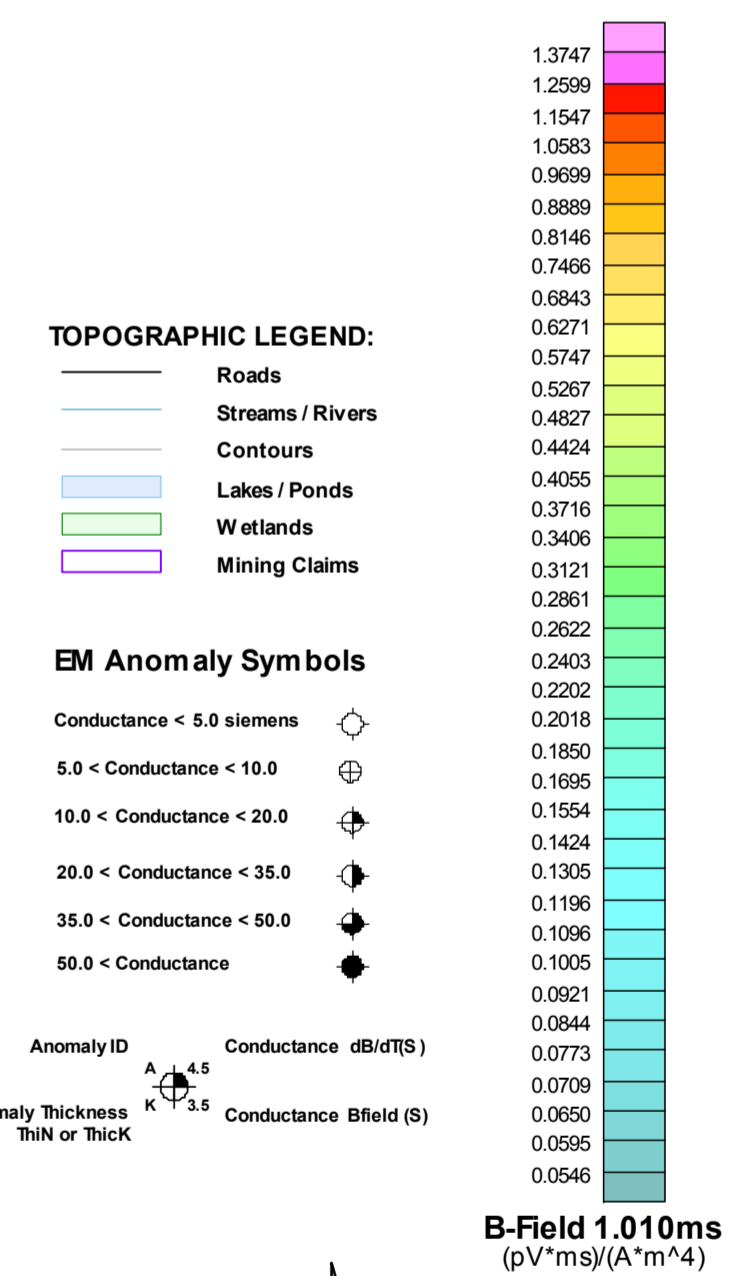 TOPOGRAPHIC LEGEND:
Roads
Streams / Rivers
Contours
Lakes / Ponds
Wetlands
Mining Claims
EM Anomaly Symbols
Conductance < 5.0 siemens
5.0 < Conductance < 10.0
10.0 < Conductance < 20.0
20.0 < Conductance < 35.0
35.0 < Conductance < 50.0
50.0 < Conductance
Anomaly ID
Conductance dB/dT(S)
A 4.5
K 3.5
maly Thickness
ThiN or ThicK
Conductance Bfield (S)
1.3747
1.2599
1.1547
1.0583
0.9699
0.8889
0.8146
0.7466
0.6843
0.6271
0.5747
0.5267
0.4827
0.4424
0.4055
0.3716
0.3406
0.3121
0.2861
0.2622
0.2403
0.2202
0.2018
0.1850
0.1695
0.1554
0.1424
0.1305
0.1196
0.1096
0.1005
0.0921
0.0844
0.0773
0.0709
0.0650
0.0595
0.0546
B-Field 1.010ms
(pV*ms)/(A*m^4)